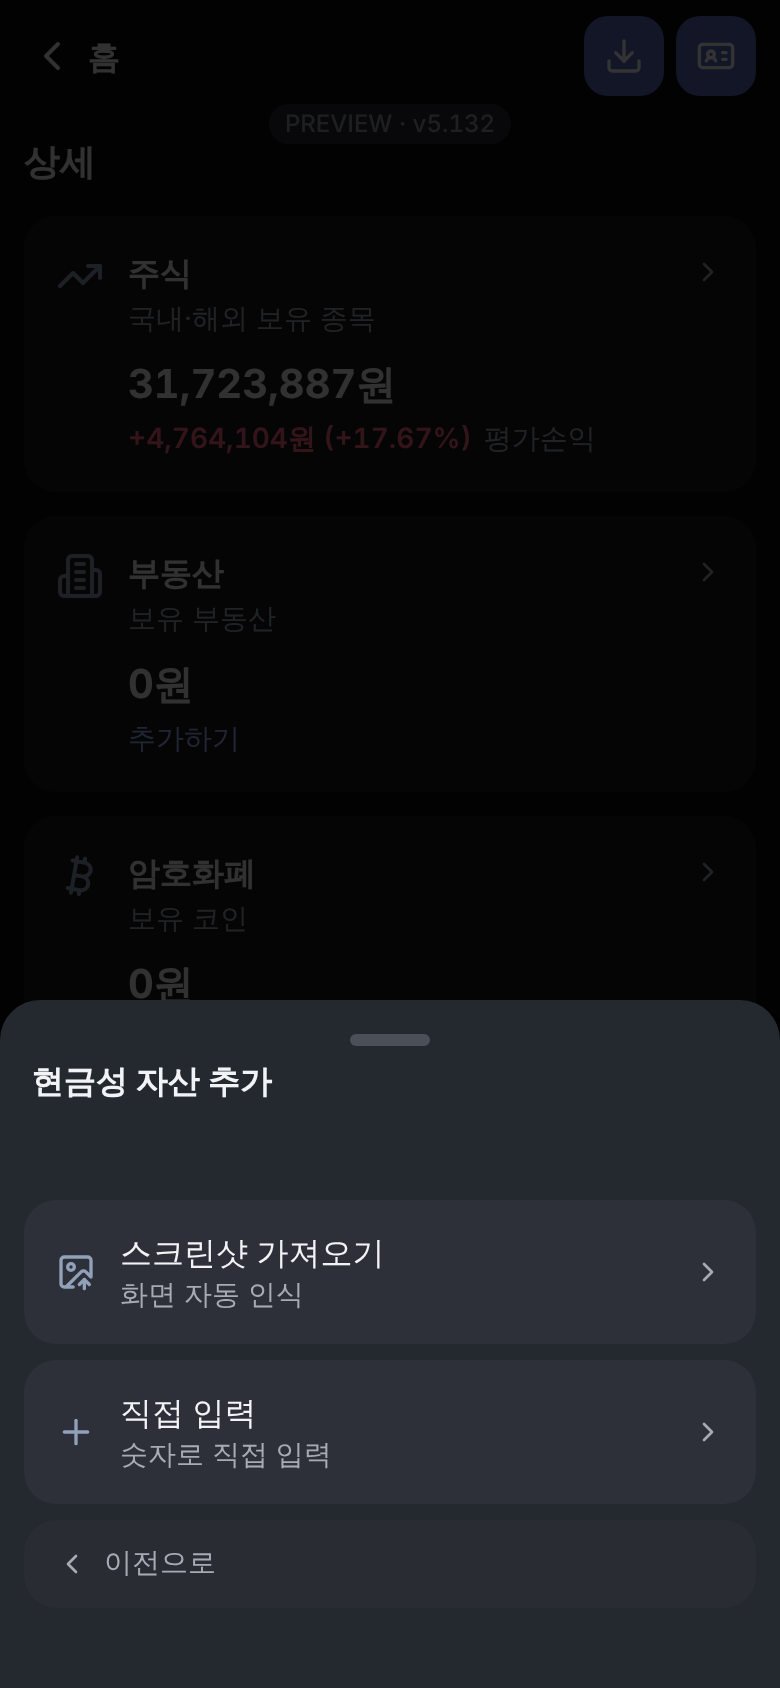 홈
PREVIEW · v5.132
상세
주식
국내·해외 보유 종목
31,723,887원
+4,764,104원 (+17.67%) 평가손익
부동산
보유 부동산
0원
추가하기
암호화폐
보유 코인
0원
현금성 자산 추가
스크린샷 가져오기
화면 자동 인식
직접 입력
숫자로 직접 입력
이전으로